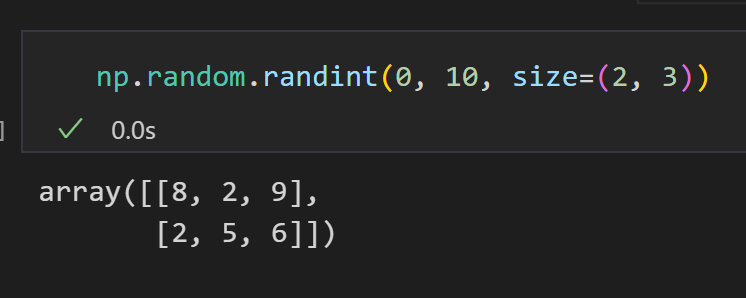 np.random.randint(0, 10, size=(2, 3))
]
✓ 0.0s
array([[8, 2, 9],
       [2, 5, 6]])